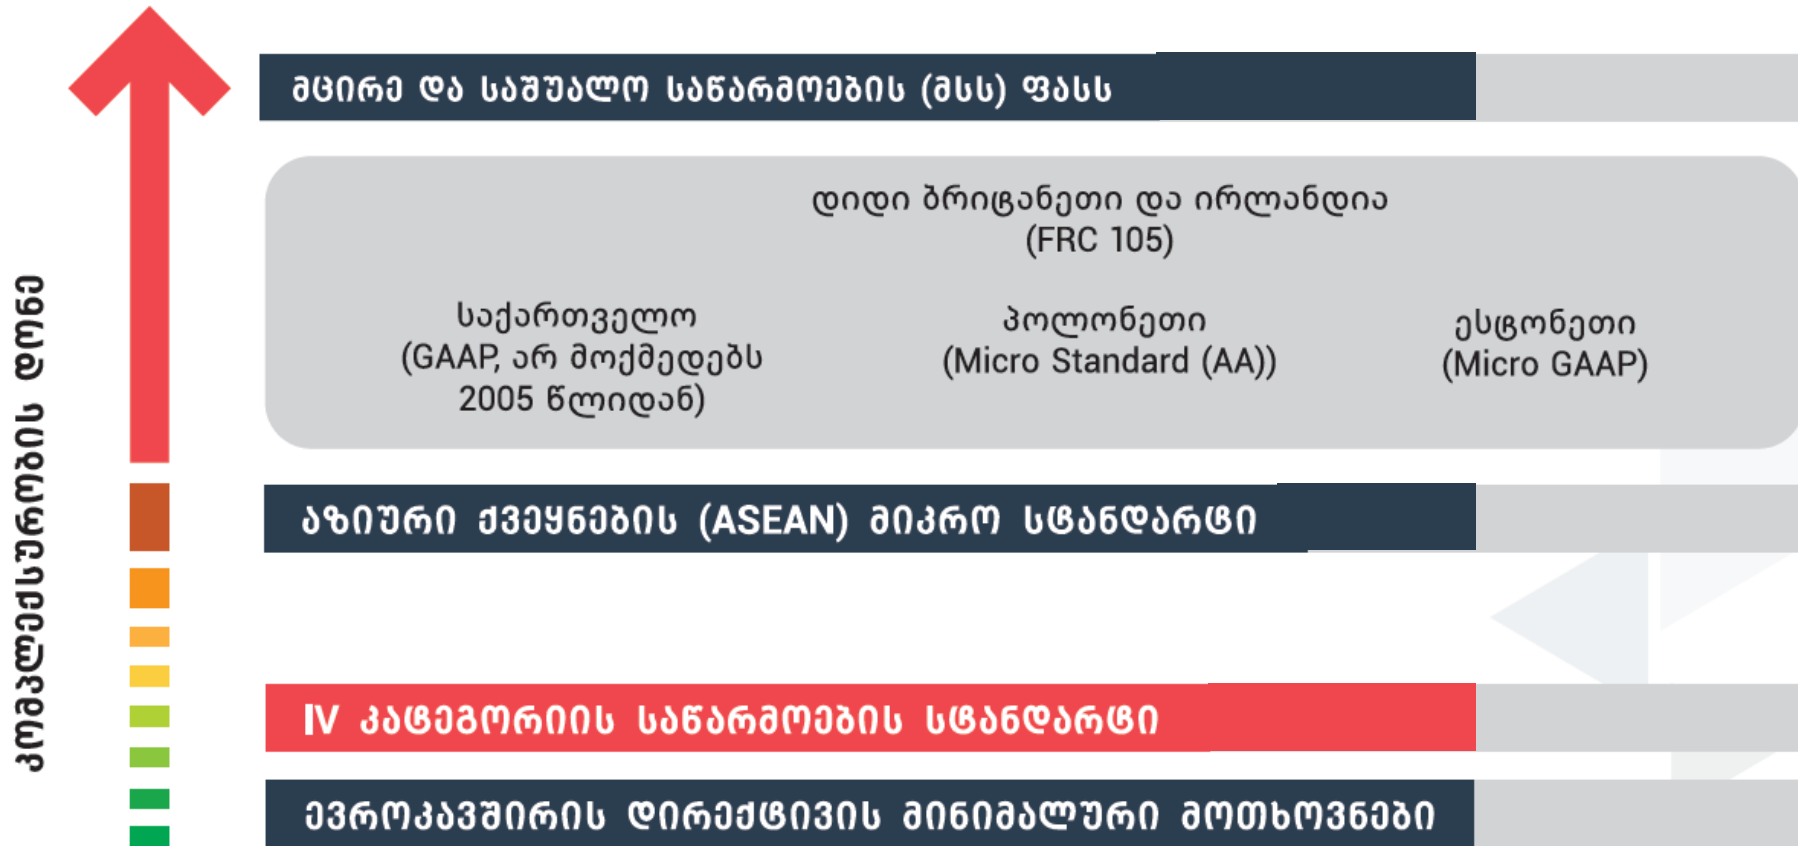 მცირე და საშუალო საწარმოების (მსს) ფასს
დიდი ბრიტანეთი და ირლანდია
(FRC 105)
საქართველო
(GAAP, არ მოქმედებს
2005 წლიდან)
პოლონეთი
(Micro Standard (AA))
ესტონეთი
(Micro GAAP)
აზიური ქვეყნების (ASEAN) მიკრო სტანდარტი
IV კატეგორიის საწარმოების სტანდარტი
ევროკავშირის დირექტივის მინიმალური მოთხოვნები
კომპლექსურობის დონე